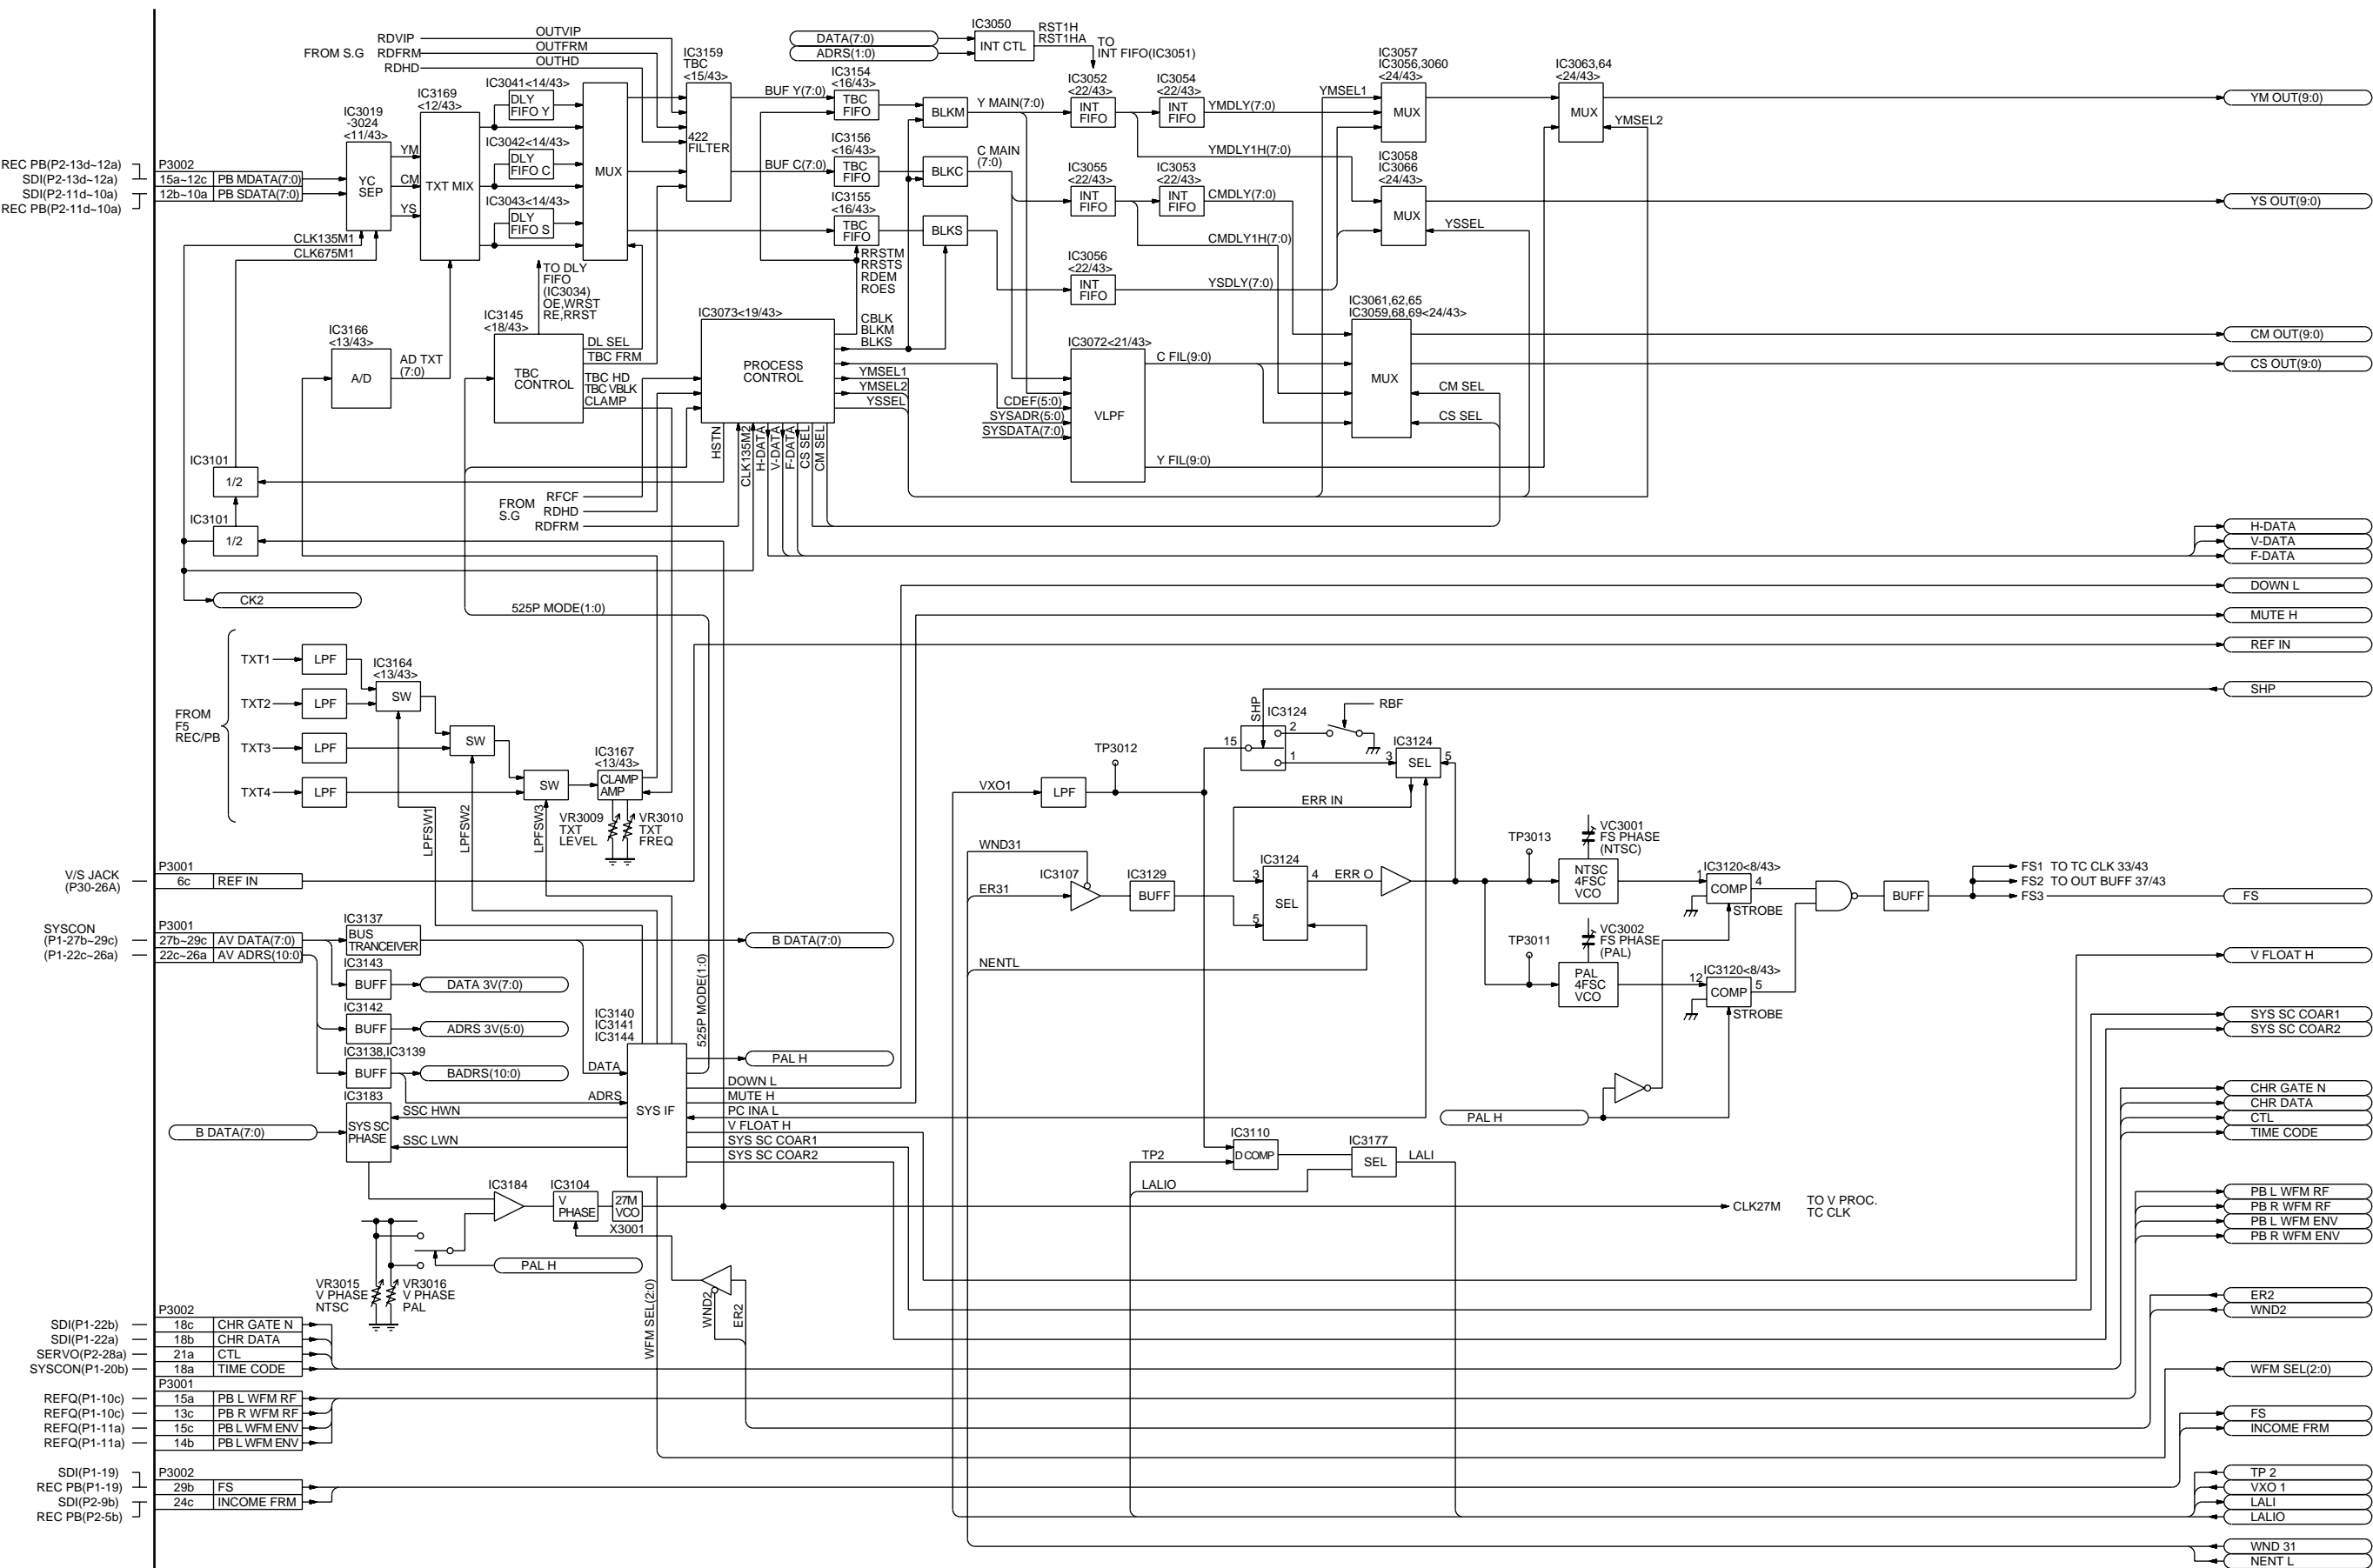 RDVIP
OUTVIP
FROM S.G
RDFRM
OUTFRM
RDHD
OUTHD
IC3159
TBC
<15/43>
422
FILTER
DATA(7:0)
ADRS(1:0)
IC3050
INT CTL
RST1H
RST1HA
TO
INT FIFO(IC3051)
IC3041<14/43>
DLY
FIFO Y
IC3042<14/43>
DLY
FIFO C
IC3043<14/43>
DLY
FIFO S
MUX
IC3169
<12/43>
TXT MIX
IC3019
-3024
<11/43>
YC
SEP
YM
CM
YS
REC PB(P2-13d~12a)
SDI(P2-13d~12a)
SDI(P2-11d~10a)
REC PB(P2-11d~10a)
P3002
15a~12c PB MDATA(7:0)
12b~10a PB SDATA(7:0)
CLK135M1
CLK675M1
BUF Y(7:0)
BUF C(7:0)
IC3154
<16/43>
TBC
FIFO
IC3156
<16/43>
TBC
FIFO
IC3155
<16/43>
TBC
FIFO
BLKM
BLKC
BLKS
RRSTM
RRSTS
RDEM
ROES
Y MAIN(7:0)
C MAIN
(7:0)
IC3052
<22/43>
INT
FIFO
IC3054
<22/43>
INT
FIFO
YMDLY(7:0)
YMDLY1H(7:0)
IC3055
<22/43>
INT
FIFO
IC3053
<22/43>
INT
FIFO
CMDLY(7:0)
CMDLY1H(7:0)
IC3056
<22/43>
INT
FIFO
YSDLY(7:0)
YMSEL1
IC3057
IC3056,3060
<24/43>
MUX
IC3058
IC3066
<24/43>
MUX
YSSEL
IC3063,64
<24/43>
MUX
YMSEL2
YM OUT(9:0)
YS OUT(9:0)
CM OUT(9:0)
CS OUT(9:0)
IC3061,62,65
IC3059,68,69<24/43>
MUX
CM SEL
CS SEL
IC3072<21/43>
VLPF
C FIL(9:0)
Y FIL(9:0)
CDEF(5:0)
SYSADR(5:0)
SYSDATA(7:0)
TO DLY
FIFO
(IC3034)
OE,WRST
RE,RRST
IC3145
<18/43>
TBC
CONTROL
DL SEL
TBC FRM
TBC HD
TBC VBLK
CLAMP
IC3166
<13/43>
A/D
AD TXT
(7:0)
IC3073<19/43>
PROCESS
CONTROL
CBLK
BLKM
BLKS
YMSEL1
YMSEL2
YSSEL
HSTN
CLK135M2
H-DATA
V-DATA
F-DATA
CS SEL
CM SEL
FROM
S.G
RFCF
RDHD
RDFRM
IC3101
1/2
IC3101
1/2
CK2
525P MODE(1:0)
H-DATA
V-DATA
F-DATA
DOWN L
MUTE H
REF IN
SHP
FROM
F5
REC/PB
TXT1
LPF
TXT2
LPF
TXT3
LPF
TXT4
LPF
IC3164
<13/43>
SW
SW
SW
LPFSW1
LPFSW2
LPFSW3
IC3167
<13/43>
CLAMP
AMP
VR3009
TXT
LEVEL
VR3010
TXT
FREQ
V/S JACK
(P30-26A)
P3001
6c REF IN
SYSCON
(P1-27b~29c)
(P1-22c~26a)
P3001
27b~29c AV DATA(7:0)
22c~26a AV ADRS(10:0)
IC3137
BUS
TRANCEIVER
B DATA(7:0)
IC3143
BUFF
DATA 3V(7:0)
IC3142
BUFF
ADRS 3V(5:0)
IC3138,IC3139
BUFF
BADRS(10:0)
IC3140
IC3141
IC3144
SYS IF
DATA
ADRS
525P MODE(1:0)
PAL H
DOWN L
MUTE H
PC INA L
V FLOAT H
SYS SC COAR1
SYS SC COAR2
B DATA(7:0)
IC3183
SYS SC
PHASE
SSC HWN
SSC LWN
IC3184
IC3104
V
PHASE
27M
VCO
X3001
CLK27M
TO V PROC.
TC CLK
PAL H
VR3015
V PHASE
NTSC
VR3016
V PHASE
PAL
WND2
ER2
WFM SEL(2:0)
VXO1
LPF
TP3012
SHP
IC3124
15
2
1
RBF
IC3124
3
SEL
5
ERR IN
WND31
IC3107
ER31
IC3129
BUFF
IC3124
3
SEL
5
4
ERR O
NENTL
TP3013
VC3001
FS PHASE
(NTSC)
NTSC
4FSC
VCO
TP3011
VC3002
FS PHASE
(PAL)
PAL
4FSC
VCO
IC3120<8/43>
1
COMP
4
STROBE
IC3120<8/43>
12
COMP
5
STROBE
BUFF
FS1 TO TC CLK 33/43
FS2 TO OUT BUFF 37/43
FS3
FS
PAL H
TP2
IC3110
D COMP
IC3177
SEL
LALI
LALIO
V FLOAT H
SYS SC COAR1
SYS SC COAR2
CHR GATE N
CHR DATA
CTL
TIME CODE
PB L WFM RF
PB R WFM RF
PB L WFM ENV
PB R WFM ENV
ER2
WND2
WFM SEL(2:0)
FS
INCOME FRM
TP 2
VXO 1
LALI
LALIO
WND 31
NENT L
P3002
SDI(P1-22b) 18c CHR GATE N
SDI(P1-22a) 18b CHR DATA
SERVO(P2-28a) 21a CTL
SYSCON(P1-20b) 18a TIME CODE
P3001
REFQ(P1-10c) 15a PB L WFM RF
REFQ(P1-10c) 13c PB R WFM RF
REFQ(P1-11a) 15c PB L WFM ENV
REFQ(P1-11a) 14b PB L WFM ENV
SDI(P1-19)
REC PB(P1-19)
SDI(P2-9b)
REC PB(P2-5b)
P3002
29b FS
24c INCOME FRM